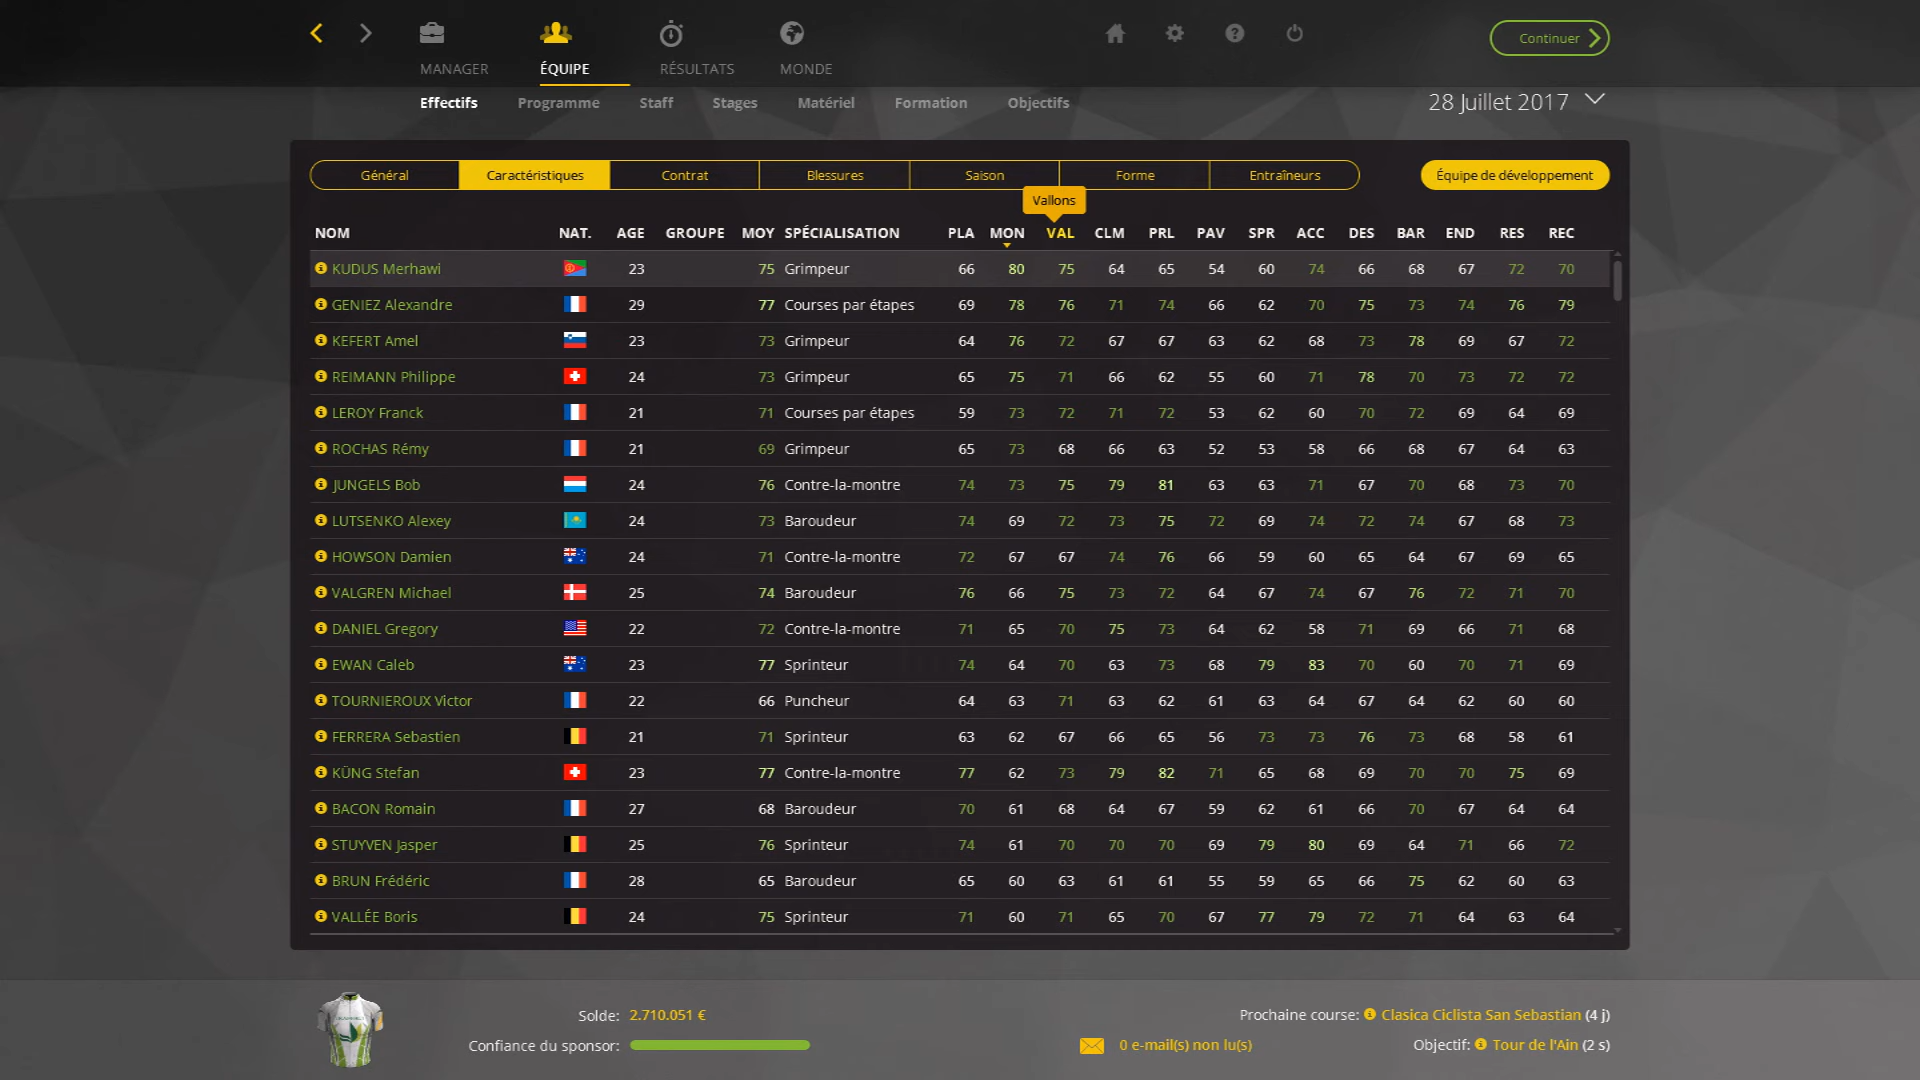 MANAGER ÉQUIPE RÉSULTATS MONDE Continuer
Effectifs Programme Staff Stages Matériel Formation Objectifs 28 Juillet 2017
Général Caractéristiques Contrat Blessures Saison Forme Entraîneurs Équipe de développement
Vallons
NOM NAT. AGE GROUPE MOY SPÉCIALISATION PLA MON VAL CLM PRL PAV SPR ACC DES BAR END RES REC
KUDUS Merhawi 23 75 Grimpeur 66 80 75 64 65 54 60 74 66 68 67 72 70
GENIEZ Alexandre 29 77 Courses par étapes 69 78 76 71 74 66 62 70 75 73 74 76 79
KEFERT Amel 23 73 Grimpeur 64 76 72 67 67 63 62 68 73 78 69 67 72
REIMANN Philippe 24 73 Grimpeur 65 75 71 66 62 55 60 71 78 70 73 72 72
LEROY Franck 21 71 Courses par étapes 59 73 72 71 72 53 62 60 70 72 69 64 69
ROCHAS Rémy 21 69 Grimpeur 65 73 68 66 63 52 53 58 66 68 67 64 63
JUNGELS Bob 24 76 Contre-la-montre 74 73 75 79 81 63 63 71 67 70 68 73 70
LUTSENKO Alexey 24 73 Baroudeur 74 69 72 73 75 72 69 74 72 74 67 68 73
HOWSON Damien 24 71 Contre-la-montre 72 67 67 74 76 66 59 60 65 64 67 69 65
VALGREN Michael 25 74 Baroudeur 76 66 75 73 72 64 67 74 67 76 72 71 70
DANIEL Gregory 22 72 Contre-la-montre 71 65 70 75 73 64 62 58 71 69 66 71 68
EWAN Caleb 23 77 Sprinteur 74 64 70 63 73 68 79 83 70 60 70 71 69
TOURNIEROUX Victor 22 66 Puncheur 64 63 71 63 62 61 63 64 67 64 62 60 60
FERRERA Sebastien 21 71 Sprinteur 63 62 67 66 65 56 73 73 76 73 68 58 61
KÜNG Stefan 23 77 Contre-la-montre 77 62 73 79 82 71 65 68 69 70 70 75 69
BACON Romain 27 68 Baroudeur 70 61 68 64 67 59 62 61 66 70 67 64 64
STUYVEN Jasper 25 76 Sprinteur 74 61 70 70 70 69 79 80 69 64 71 66 72
BRUN Frédéric 28 65 Baroudeur 65 60 63 61 61 55 59 65 66 75 62 60 63
VALLÉE Boris 24 75 Sprinteur 71 60 71 65 70 67 77 79 72 71 64 63 64
Solde: 2.710.051 € Prochaine course: Clasica Ciclista San Sebastian (4 j)
Confiance du sponsor: 0 e-mail(s) non lu(s) Objectif: Tour de l'Ain (2 s)